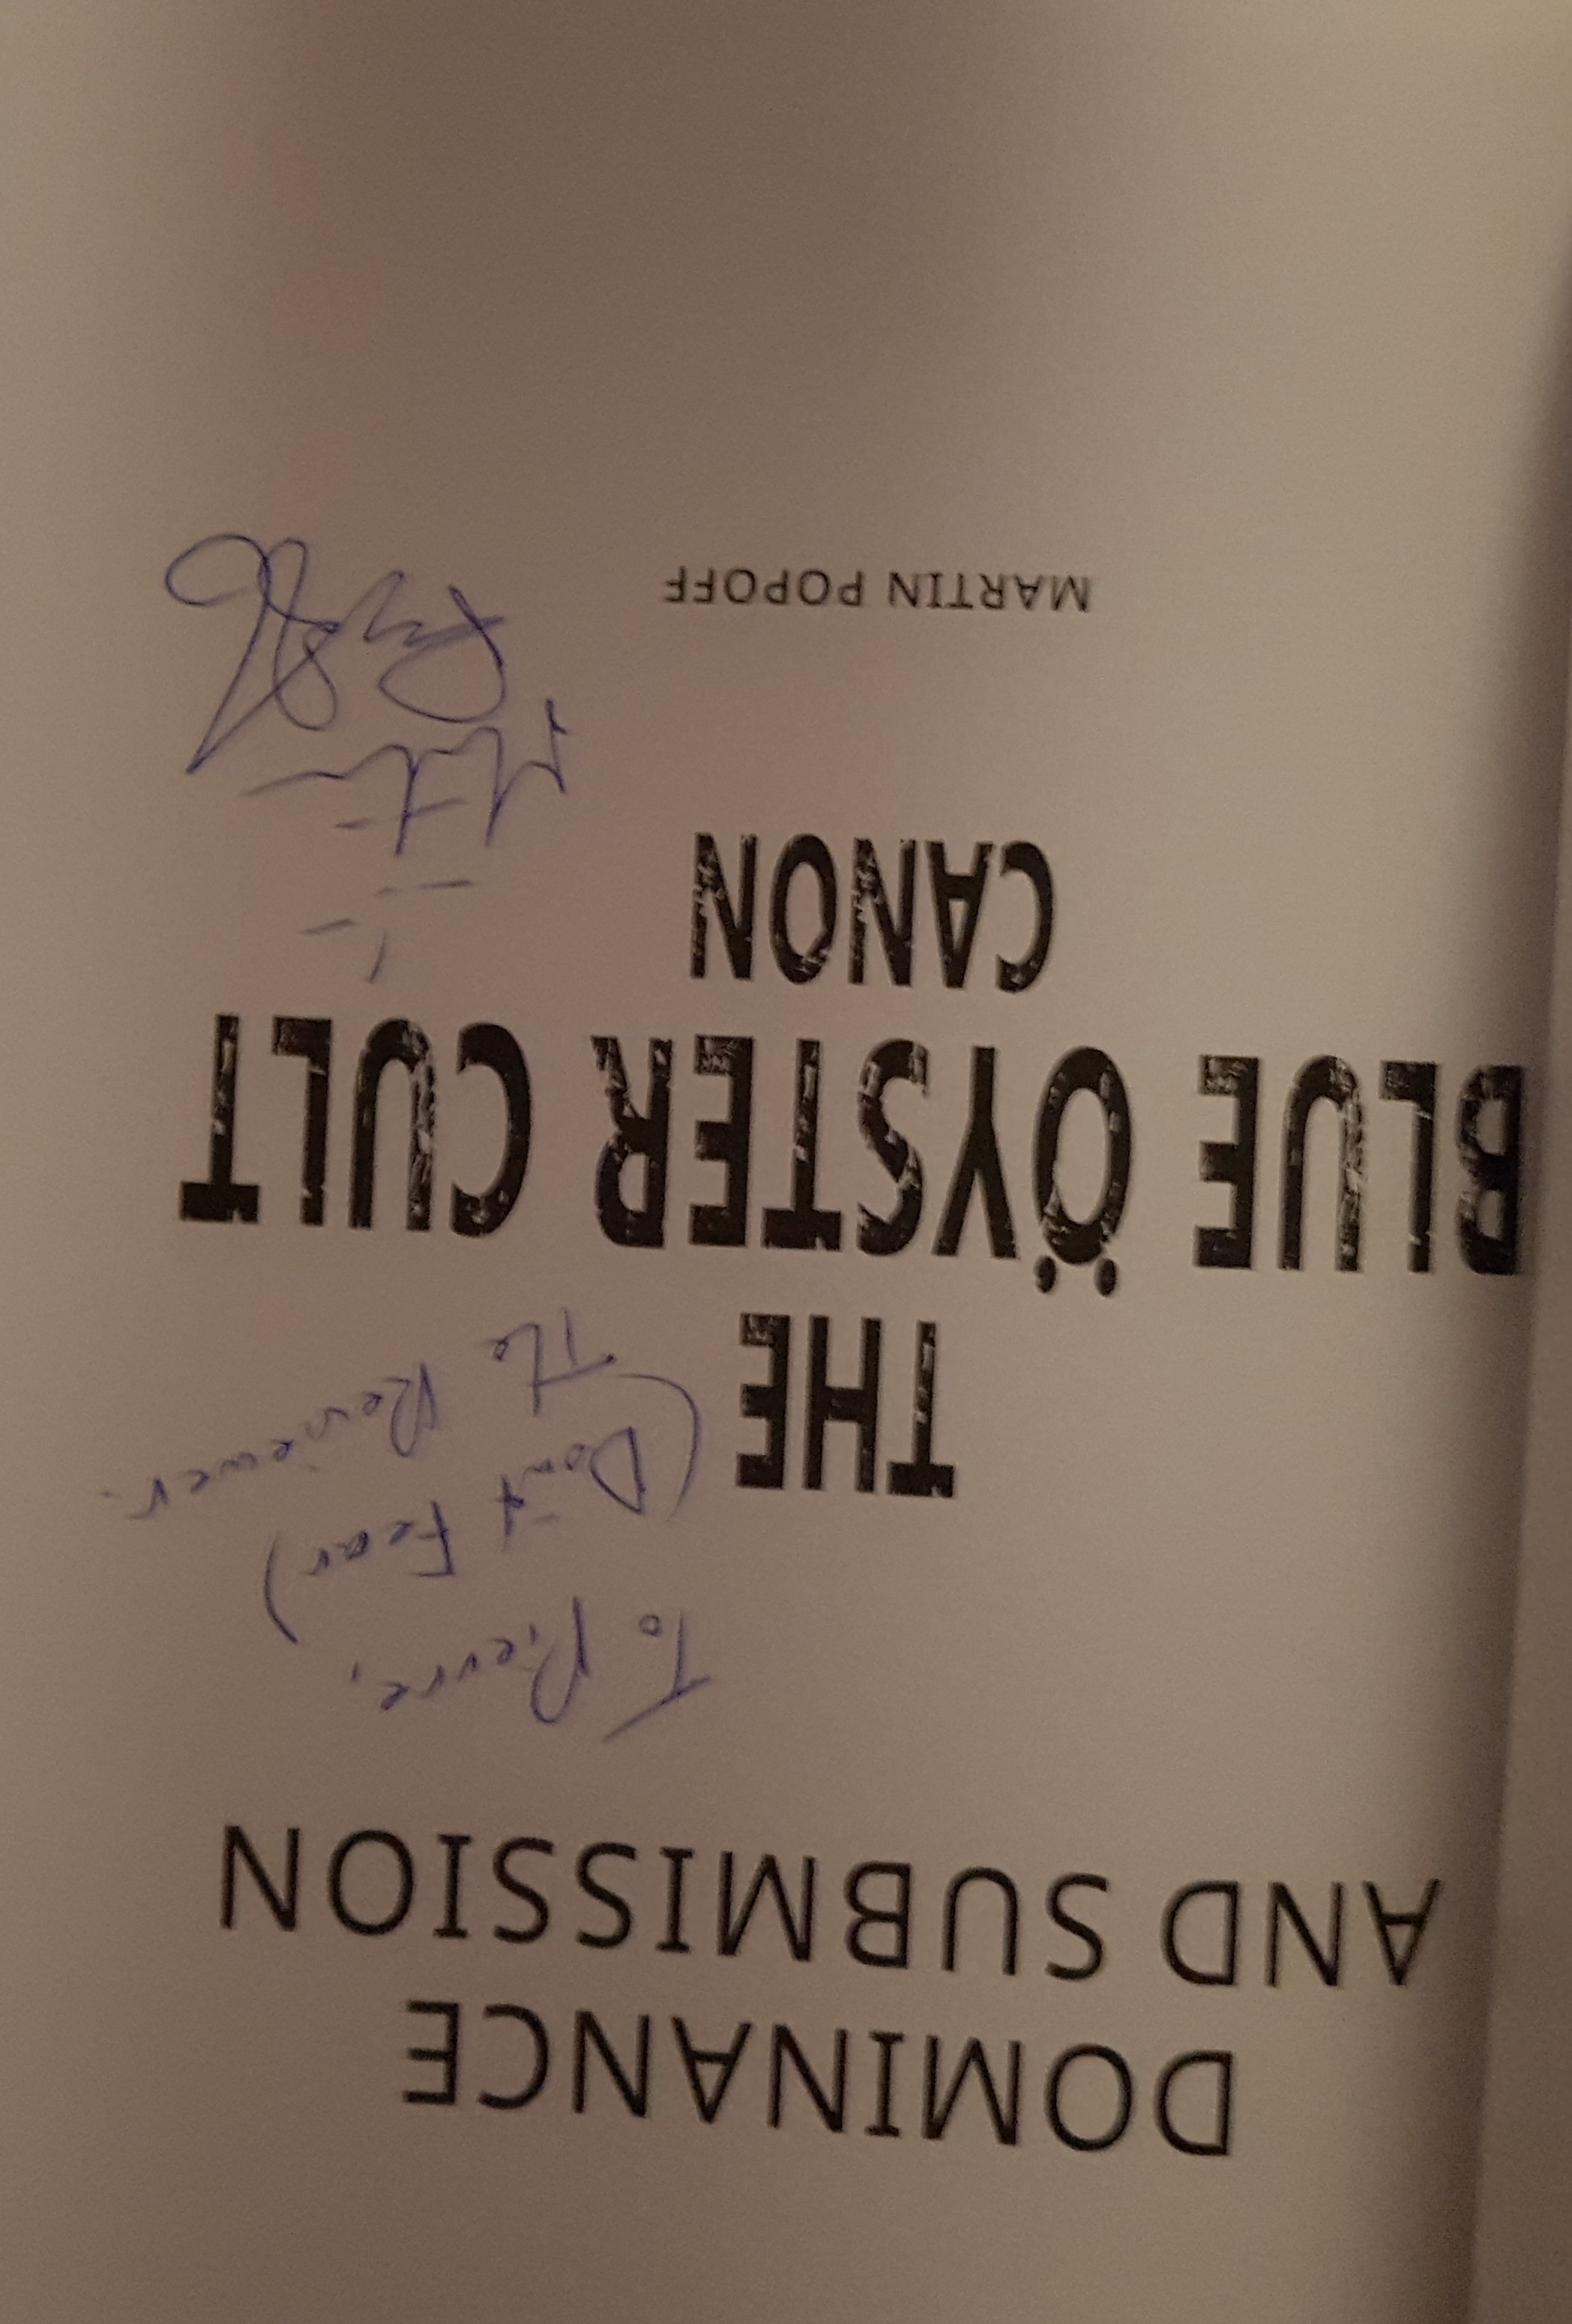 DOMINANCE
AND SUBMISSION
To Pierre,
(Don't Fear)
The Reviewer.
THE
BLUE ÖYSTER CULT
CANON
MARTIN POPOFF